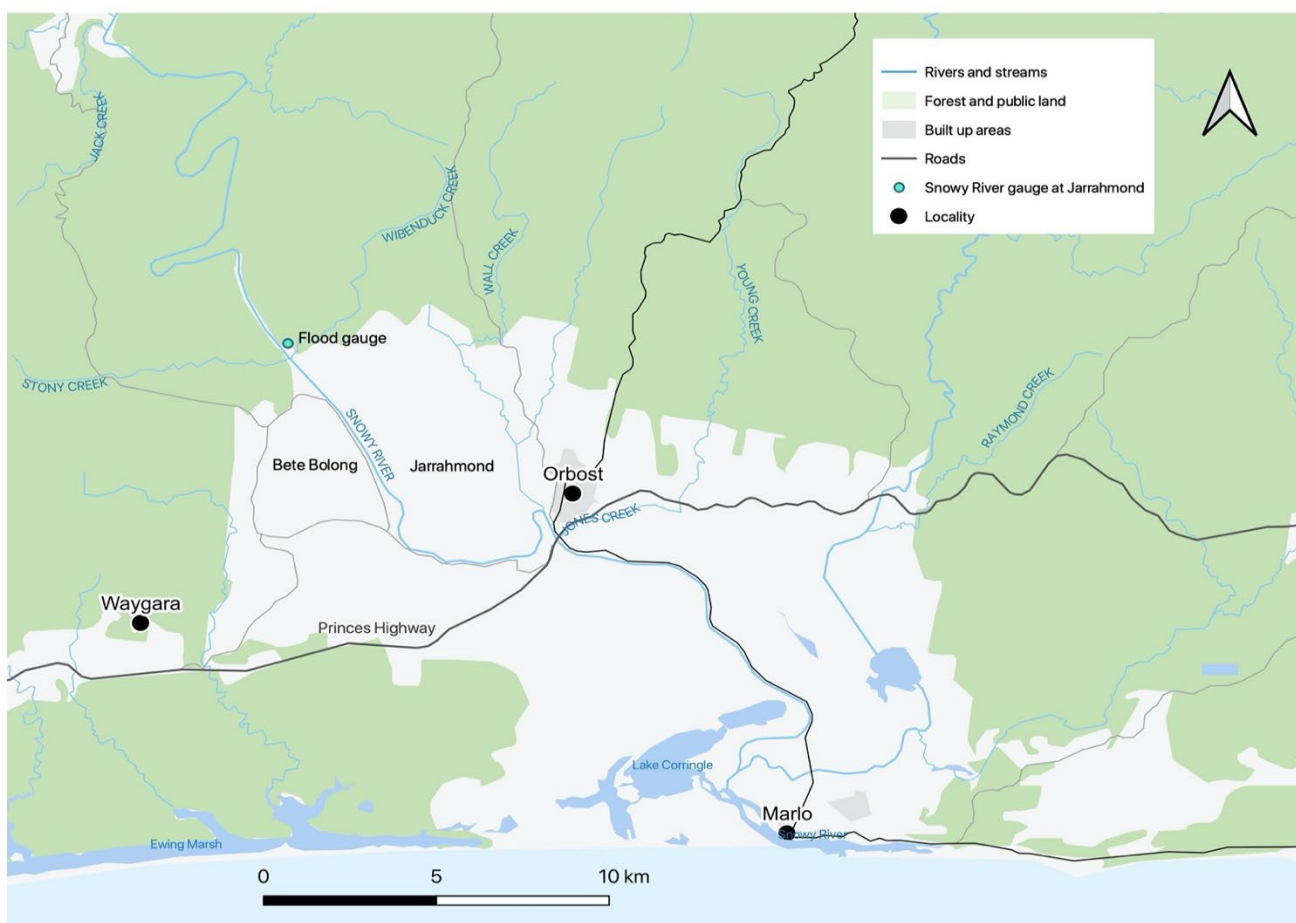 Rivers and streams
Forest and public land
Built up areas
Roads
Snowy River gauge at Jarrahmond
Locality
JACK CREEK
WIBENDUCK CREEK
WALL CREEK
YOUNG CREEK
Flood gauge
STONY CREEK
RAYMOND CREEK
SNOWY RIVER
Bete Bolong
Jarrahmond
Orbost
JONES CREEK
Waygara
Princes Highway
Lake Corringle
Marlo
Snowy River
Ewing Marsh
0
5
10 km